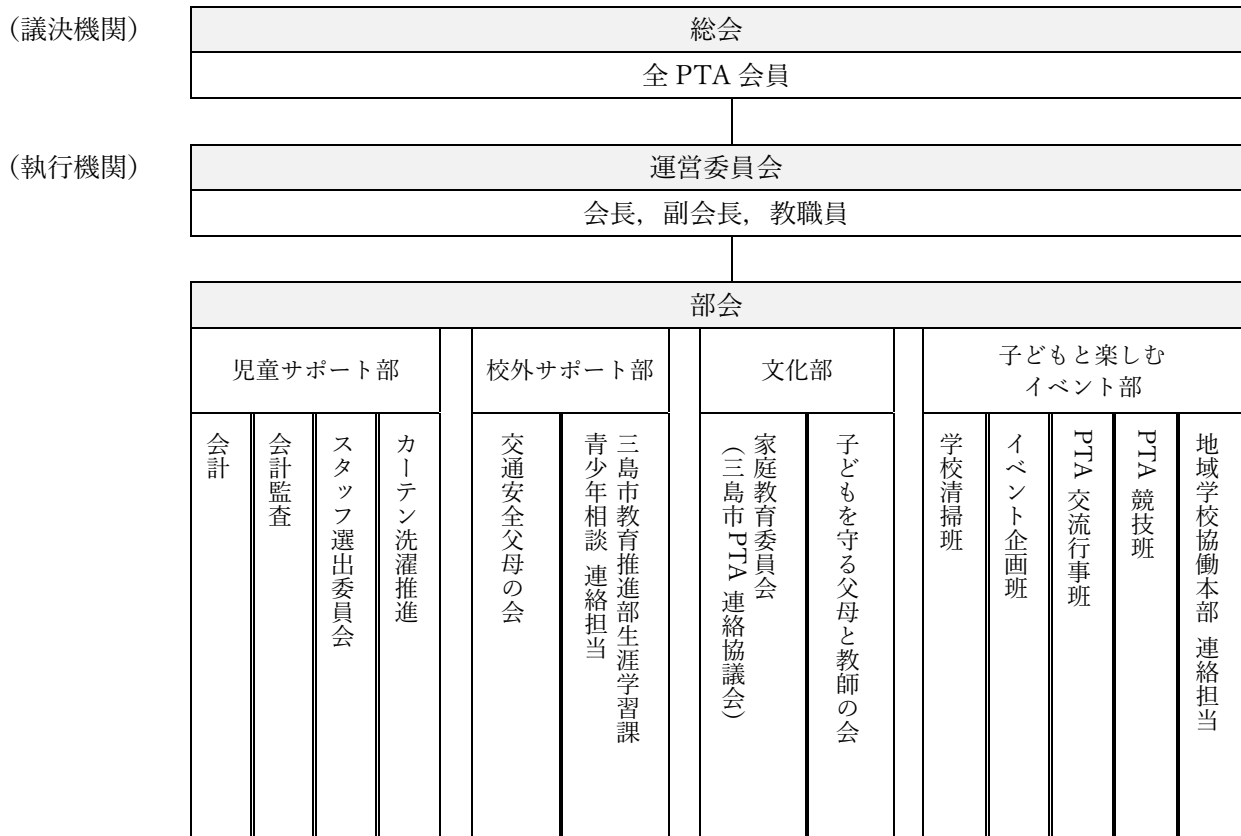 （議決機関）
総会
全 PTA 会員
（執行機関）
運営委員会
会長，副会長，教職員
部会
児童サポート部
校外サポート部
文化部
子どもと楽しむ
イベント部
会計
会計監査
スタッフ選出委員会
カーテン洗濯推進
交通安全父母の会
三島市教育推進部生涯学習課
青少年相談 連絡担当
家庭教育委員会
（三島市 PTA 連絡協議会）
子どもを守る父母と教師の会
学校清掃班
イベント企画班
PTA 交流行事班
PTA 競技班
地域学校協働本部 連絡担当